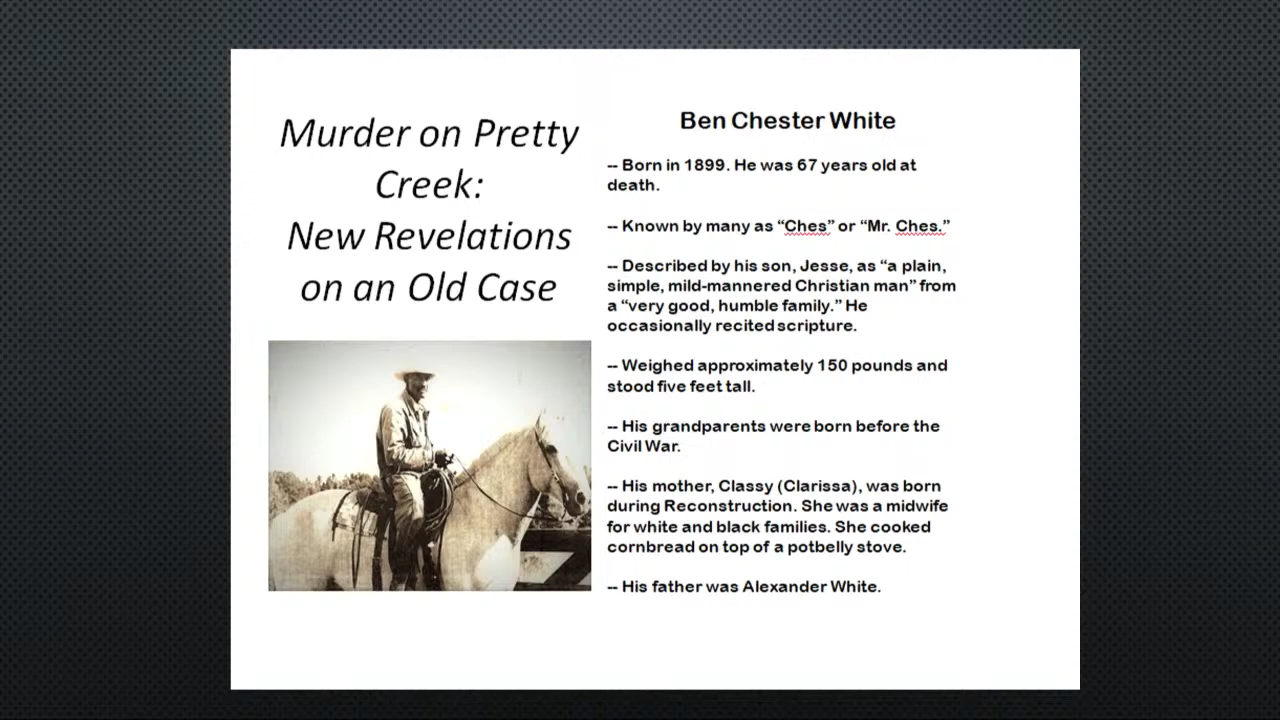 Murder on Pretty
Creek:
New Revelations
on an Old Case
Ben Chester White
-- Born in 1899. He was 67 years old at
death.
-- Known by many as “Ches” or “Mr. Ches.”
-- Described by his son, Jesse, as “a plain,
simple, mild-mannered Christian man” from
a “very good, humble family.” He
occasionally recited scripture.
-- Weighed approximately 150 pounds and
stood five feet tall.
-- His grandparents were born before the
Civil War.
-- His mother, Classy (Clarissa), was born
during Reconstruction. She was a midwife
for white and black families. She cooked
cornbread on top of a potbelly stove.
-- His father was Alexander White.